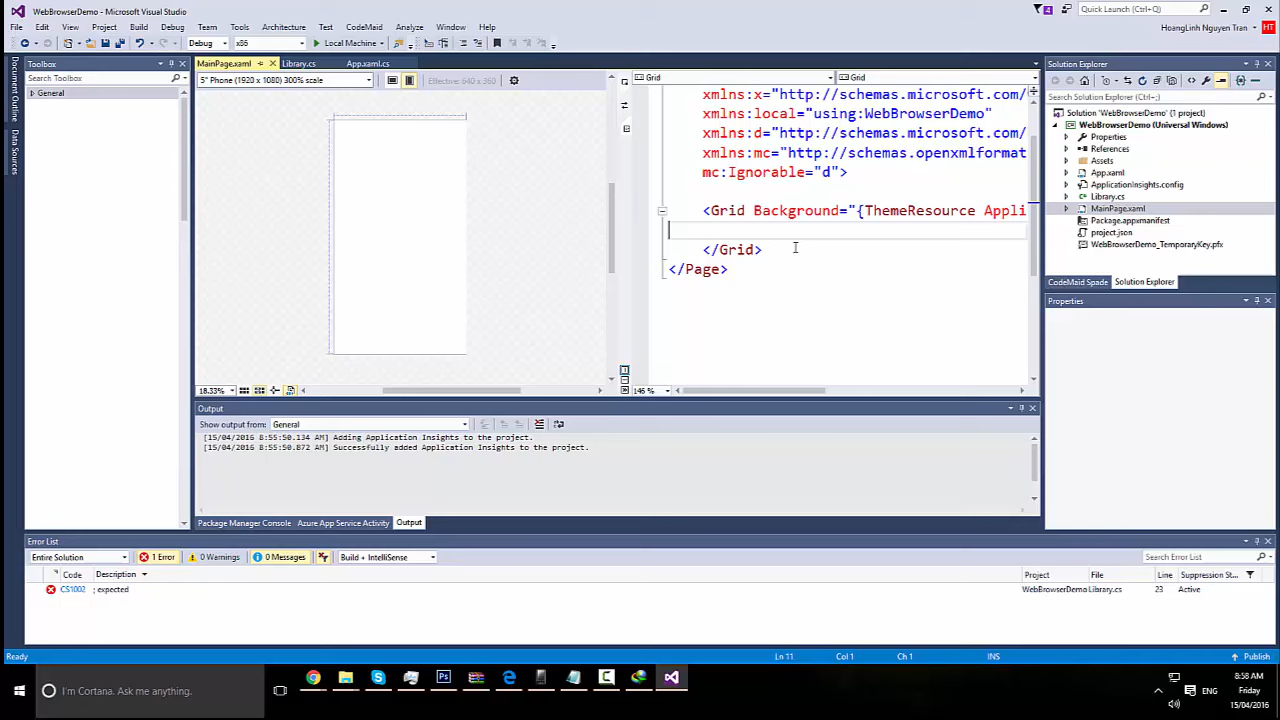 WebBrowserDemo - Microsoft Visual Studio
4
Quick Launch (Ctrl+Q)
File Edit View Project Build Debug Team Tools Architecture Test CodeMaid Analyze Window Help
HoangLinh Nguyen Tran HT
Debug x86 Local Machine
Document Outline
Data Sources
Toolbox
Search Toolbox
General
MainPage.xaml Library.cs App.xaml.cs
5" Phone (1920 x 1080) 300% scale
Effective: 640 x 360
18.33%
Grid Grid
xmlns:x="http://schemas.microsoft.com/
xmlns:local="using:WebBrowserDemo"
xmlns:d="http://schemas.microsoft.com/
xmlns:mc="http://schemas.openxmlformat
mc:Ignorable="d">
<Grid Background="{ThemeResource Appli
</Grid>
</Page>
146 %
Solution Explorer
Search Solution Explorer (Ctrl+;)
Solution 'WebBrowserDemo' (1 project)
WebBrowserDemo (Universal Windows)
Properties
References
Assets
App.xaml
ApplicationInsights.config
Library.cs
MainPage.xaml
Package.appxmanifest
project.json
WebBrowserDemo_TemporaryKey.pfx
CodeMaid Spade Solution Explorer
Properties
Output
Show output from: General
[15/04/2016 8:55:50.134 AM] Adding Application Insights to the project.
[15/04/2016 8:55:50.872 AM] Successfully added Application Insights to the project.
Package Manager Console Azure App Service Activity Output
Error List
Entire Solution 1 Error 0 Warnings 0 Messages Build + IntelliSense
Search Error List
Code Description Project File Line Suppression St...
CS1002 ; expected WebBrowserDemo Library.cs 23 Active
Ready Ln 11 Col 1 Ch 1 INS Publish
I'm Cortana. Ask me anything.
ENG
8:58 AM
Friday
15/04/2016